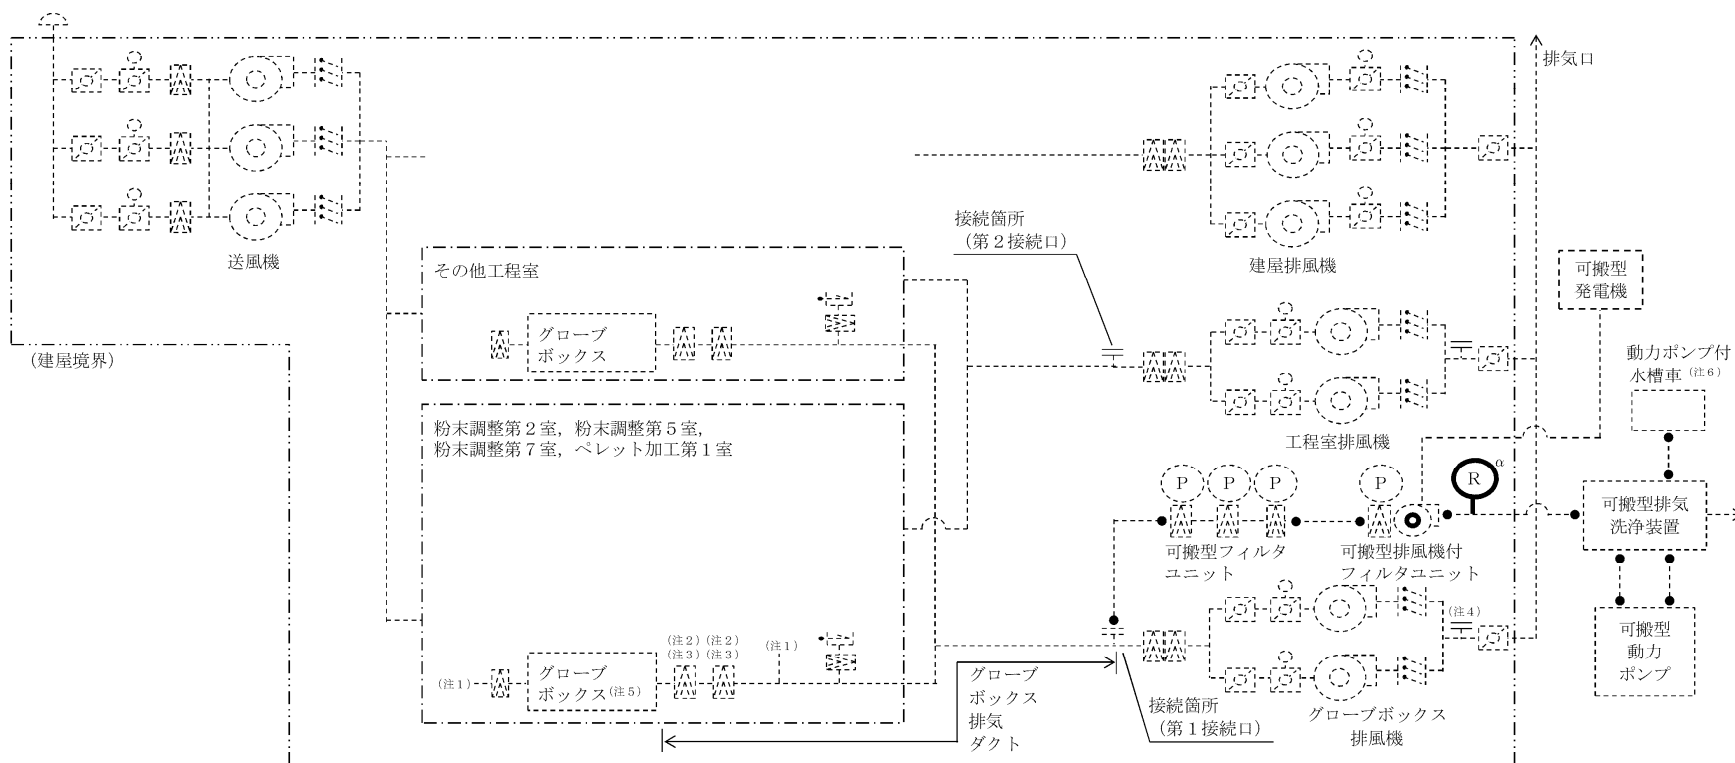 排気口
送風機
接続箇所
（第２接続口）
建屋排風機
可搬型
発電機
その他工程室
グローブ
ボックス
（建屋境界）
動力ポンプ付
水槽車（注６）
粉末調整第２室，粉末調整第５室，
粉末調整第７室，ペレット加工第１室
工程室排風機
P
P
P
P
R
α
可搬型排気
洗浄装置
可搬型フィルタ
ユニット
可搬型排風機付
フィルタユニット
（注４）
可搬型
動力
ポンプ
（注２）（注２）
（注３）（注３）
（注１）
（注１）
グローブ
ボックス（注５）
グローブ
ボックス
排気
ダクト
接続箇所
（第１接続口）
グローブボックス
排風機